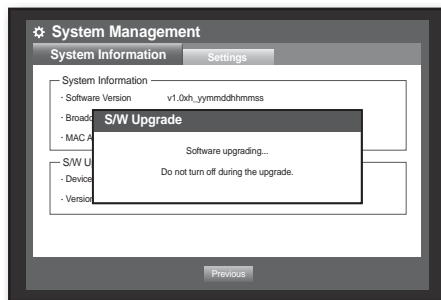 System Management
System Information
Settings
System Information
· Software Version v1.0xh_yymmddhhmmss
· Broadc
· MAC A
S/W U
· Device
· Version
S/W Upgrade
Software upgrading...
Do not turn off during the upgrade.
Previous